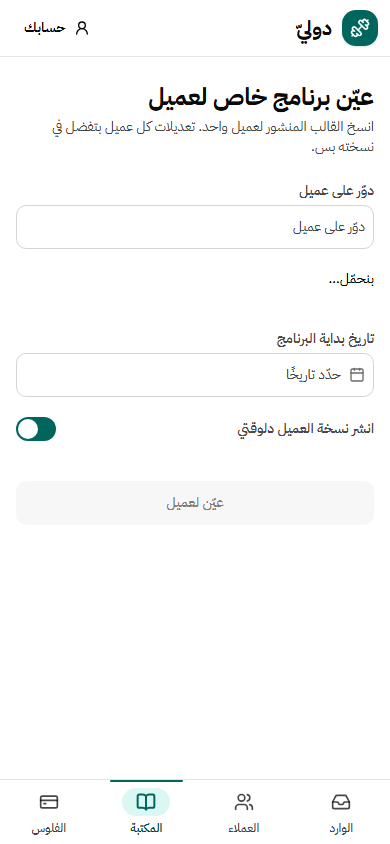 دوليّ
حسابك
عيّن برنامج خاص لعميل
انسخ القالب المنشور لعميل واحد. تعديلات كل عميل بتفضل في
نسخته بس.
دوّر على عميل
دوّر على عميل
بنحمّل...
تاريخ بداية البرنامج
حدّد تاريخًا
انشر نسخة العميل دلوقتي
عيّن لعميل
الوارد
العملاء
المكتبة
الفلوس